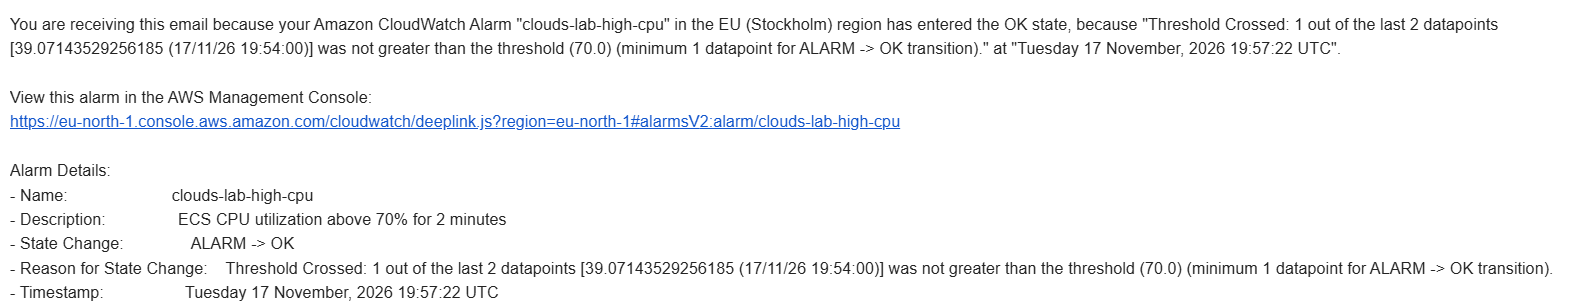 You are receiving this email because your Amazon CloudWatch Alarm "clouds-lab-high-cpu" in the EU (Stockholm) region has entered the OK state, because "Threshold Crossed: 1 out of the last 2 datapoints
[39.07143529256185 (17/11/26 19:54:00)] was not greater than the threshold (70.0) (minimum 1 datapoint for ALARM -> OK transition)." at "Tuesday 17 November, 2026 19:57:22 UTC".
View this alarm in the AWS Management Console:
https://eu-north-1.console.aws.amazon.com/cloudwatch/deeplink.js?region=eu-north-1#alarmsV2:alarm/clouds-lab-high-cpu
Alarm Details:
- Name: clouds-lab-high-cpu
- Description: ECS CPU utilization above 70% for 2 minutes
- State Change: ALARM -> OK
- Reason for State Change: Threshold Crossed: 1 out of the last 2 datapoints [39.07143529256185 (17/11/26 19:54:00)] was not greater than the threshold (70.0) (minimum 1 datapoint for ALARM -> OK transition).
- Timestamp: Tuesday 17 November, 2026 19:57:22 UTC